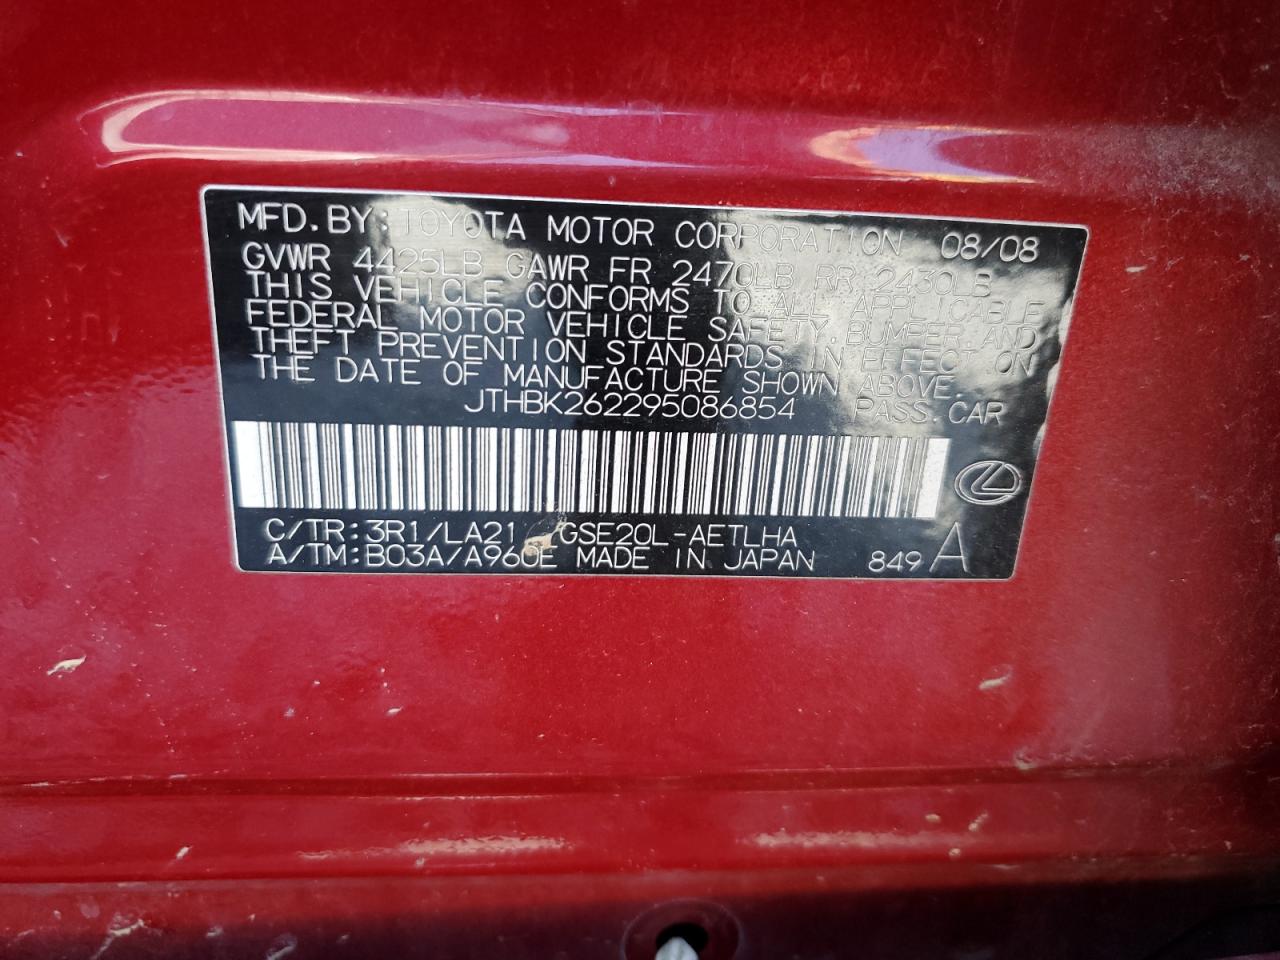 MFD. BY: TOYOTA MOTOR CORPORATION 08/08
GVWR 4425LB GAWR FR 2470LB RR 2430LB
THIS VEHICLE CONFORMS TO ALL APPLICABLE
FEDERAL MOTOR VEHICLE SAFETY, BUMPER, AND
THEFT PREVENTION STANDARDS IN EFFECT ON
THE DATE OF MANUFACTURE SHOWN ABOVE.
JTHBK262295086854 PASS. CAR
C/TR:3R1/LA21 GSE20L-AETLHA
A/TM:B03A/A960E MADE IN JAPAN 849 A